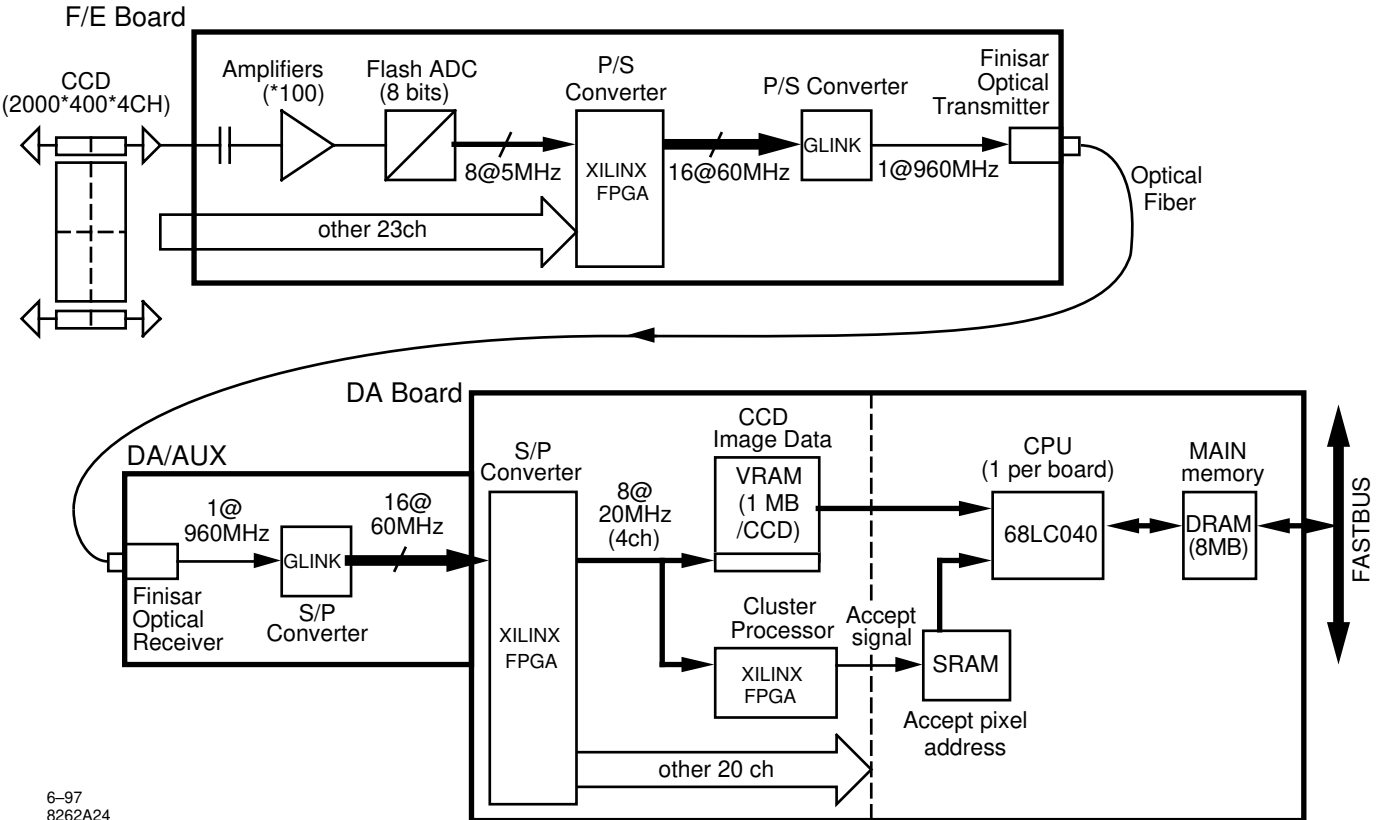 F/E Board
CCD
(2000*400*4CH)
Amplifiers
(*100)
Flash ADC
(8 bits)
P/S
Converter
P/S Converter
Finisar
Optical
Transmitter
8@5MHz
XILINX
FPGA
16@60MHz
GLINK
1@960MHz
Optical
Fiber
other 23ch
DA Board
DA/AUX
1@
960MHz
16@
60MHz
GLINK
Finisar
Optical
Receiver
S/P
Converter
S/P
Converter
XILINX
FPGA
8@
20MHz
(4ch)
CCD
Image Data
VRAM
(1 MB
/CCD)
Cluster
Processor
XILINX
FPGA
Accept
signal
SRAM
Accept pixel
address
CPU
(1 per board)
68LC040
MAIN
memory
DRAM
(8MB)
FASTBUS
other 20 ch
6–97
8262A24